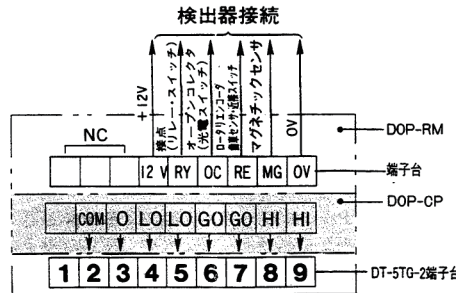 検出器接続
+12V
接点
(リレー・スイッチ)
オープンコレクタ
(光電スイッチ)
ロータリエンコーダ
歯車センサ・近接スイッチ
マグネチックセンサ
0V
NC
DOP-RM
12V RY OC RE MG 0V
端子台
DOP-CP
COM O LO LO GO GO HI HI
1 2 3 4 5 6 7 8 9
DT-5TG-2端子台